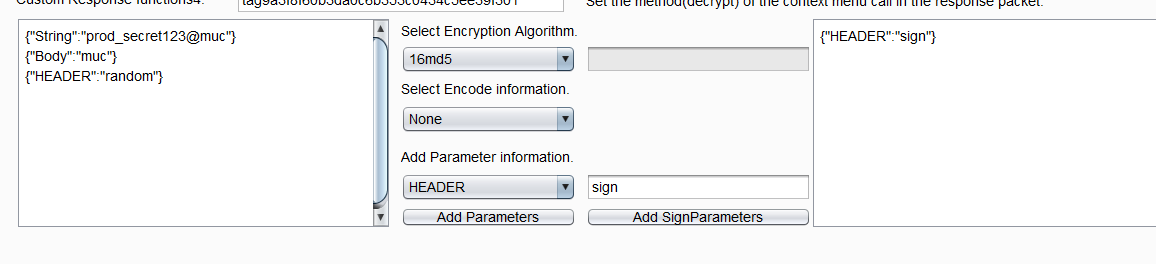 Custom Response functions4:
Set the method(decrypt) of the context menu call in the response packet.
{"String":"prod_secret123@muc"}
{"Body":"muc"}
{"HEADER":"random"}
Select Encryption Algorithm.
16md5
Select Encode information.
None
Add Parameter information.
HEADER
sign
Add Parameters
Add SignParameters
{"HEADER":"sign"}